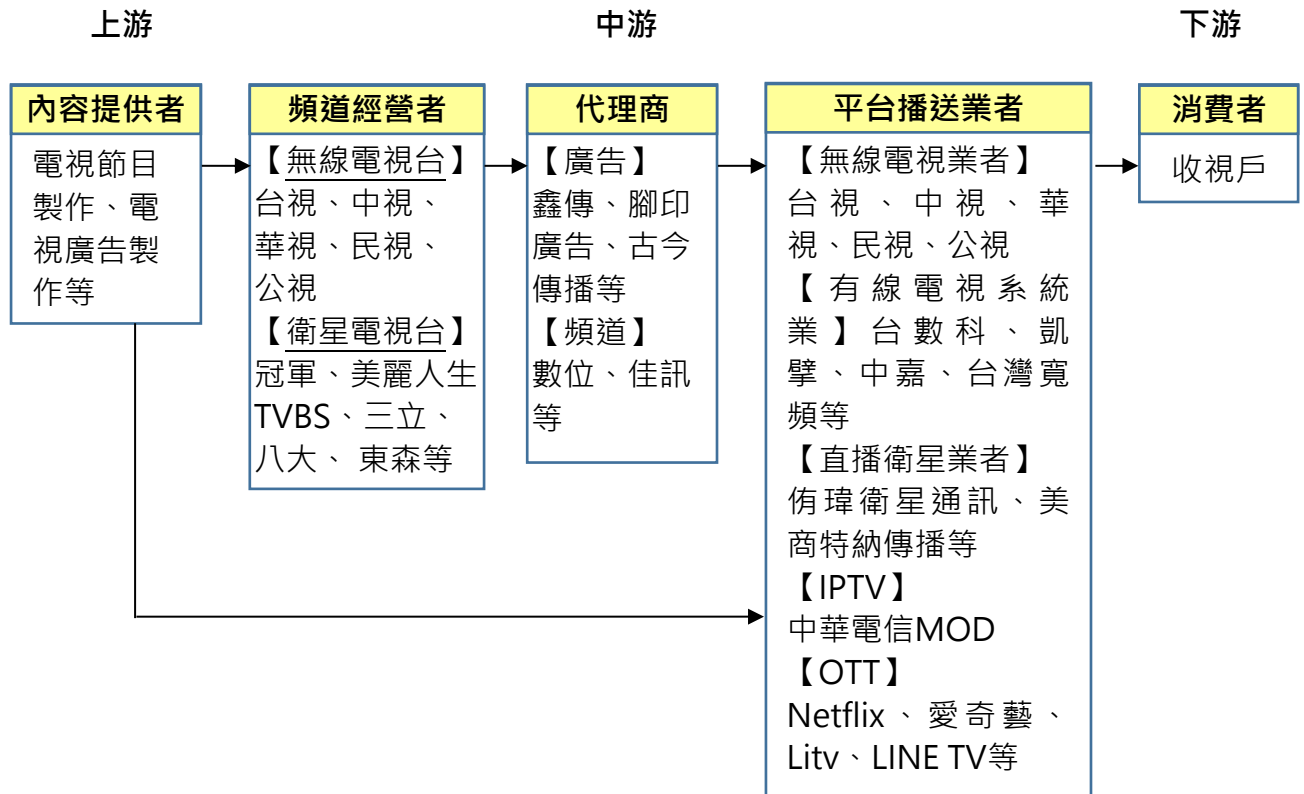 上游
中游
下游
內容提供者
電視節目
製作、電
視廣告製
作等
頻道經營者
【無線電視台】
台視、中視、
華視、民視、
公視
【衛星電視台】
冠軍、美麗人生
TVBS、三立、
八大、 東森等
代理商
【廣告】
鑫傳、腳印
廣告、古今
傳播等
【頻道】
數位、佳訊
等
平台播送業者
【無線電視業者】
台視、中視、華
視、民視、公視
【有線電視系統
業】台數科、凱
擘、中嘉、台灣寬
頻等
【直播衛星業者】
侑瑋衛星通訊、美
商特納傳播等
【IPTV】
中華電信MOD
【OTT】
Netflix、愛奇藝、
Litv、LINE TV等
消費者
收視戶